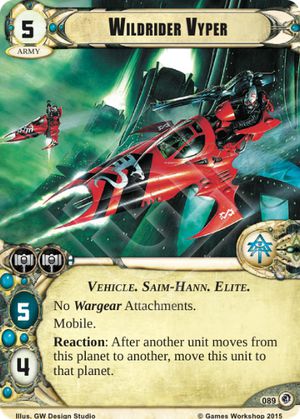 5
WILDRIDER VYPER
ARMY
VEHICLE. SAIM-HANN. ELITE.
No Wargear Attachments.
Mobile.
5
Reaction: After another unit moves from
this planet to another, move this unit to
that planet.
4
089
Illus. GW Design Studio
© Games Workshop 2015